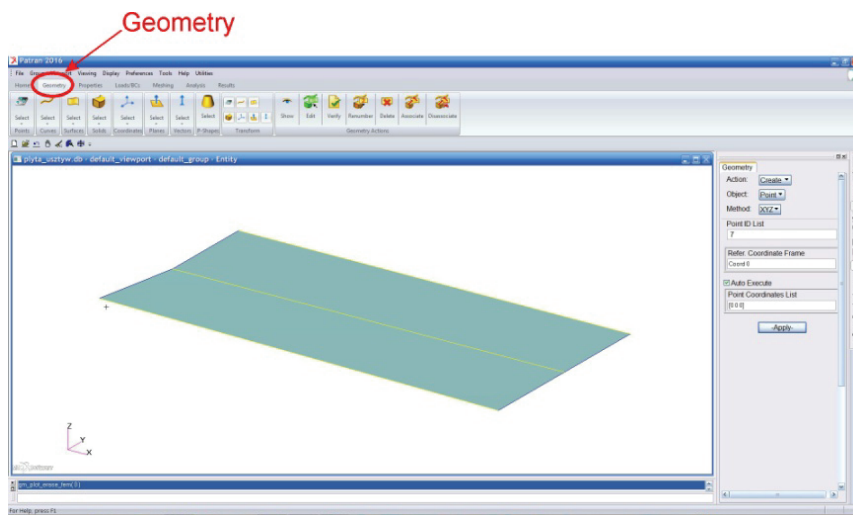 Geometry
Patran 2016
File Viewing Display Preferences Tools Help Utilities
Home Geometry Properties Loads/BCs Meshing Analysis Results
Select Select Select Select Select Select Select Select Show Edit Verify Renumber Delete Associate Disassociate
Points Curves Surfaces Solids Coordinates Planes Vectors P-Shapes Transform Geometry Actions
plyta_usztyw.db - default_viewport - default_group - Entity
Geometry
Action: Create
Object: Point
Method: XYZ
Point ID List
7
Refer. Coordinate Frame
Coord 0
Auto Execute
Point Coordinates List
[0 0 0]
-Apply-
Z
Y
X
For Help, press F1